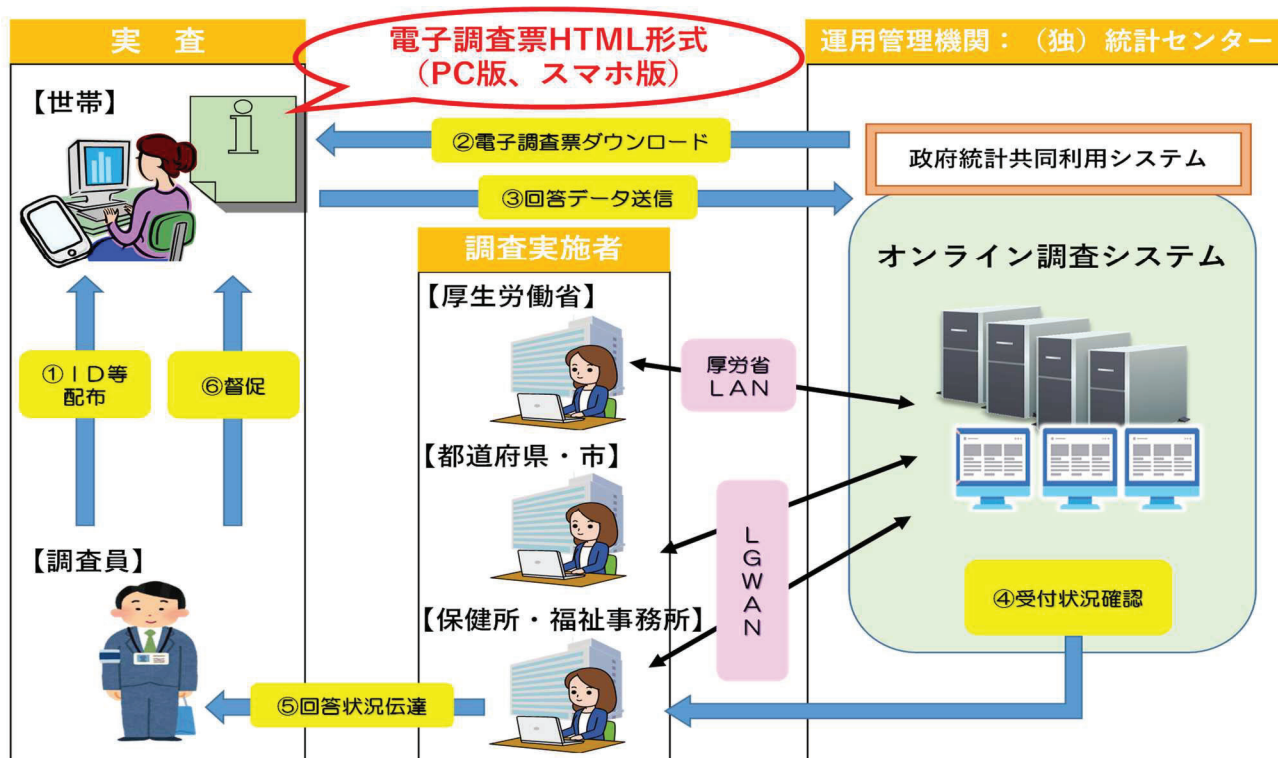 実 査
電子調査票HTML形式
（PC版、スマホ版）
運用管理機関：（独）統計センター
【世帯】
i
②電子調査票ダウンロード
③回答データ送信
政府統計共同利用システム
オンライン調査システム
調査実施者
【厚生労働省】
厚労省
ＬＡＮ
①ＩＤ等
配布
⑥督促
【都道府県・市】
ＬＧＷＡＮ
【調査員】
④受付状況確認
【保健所・福祉事務所】
⑤回答状況伝達